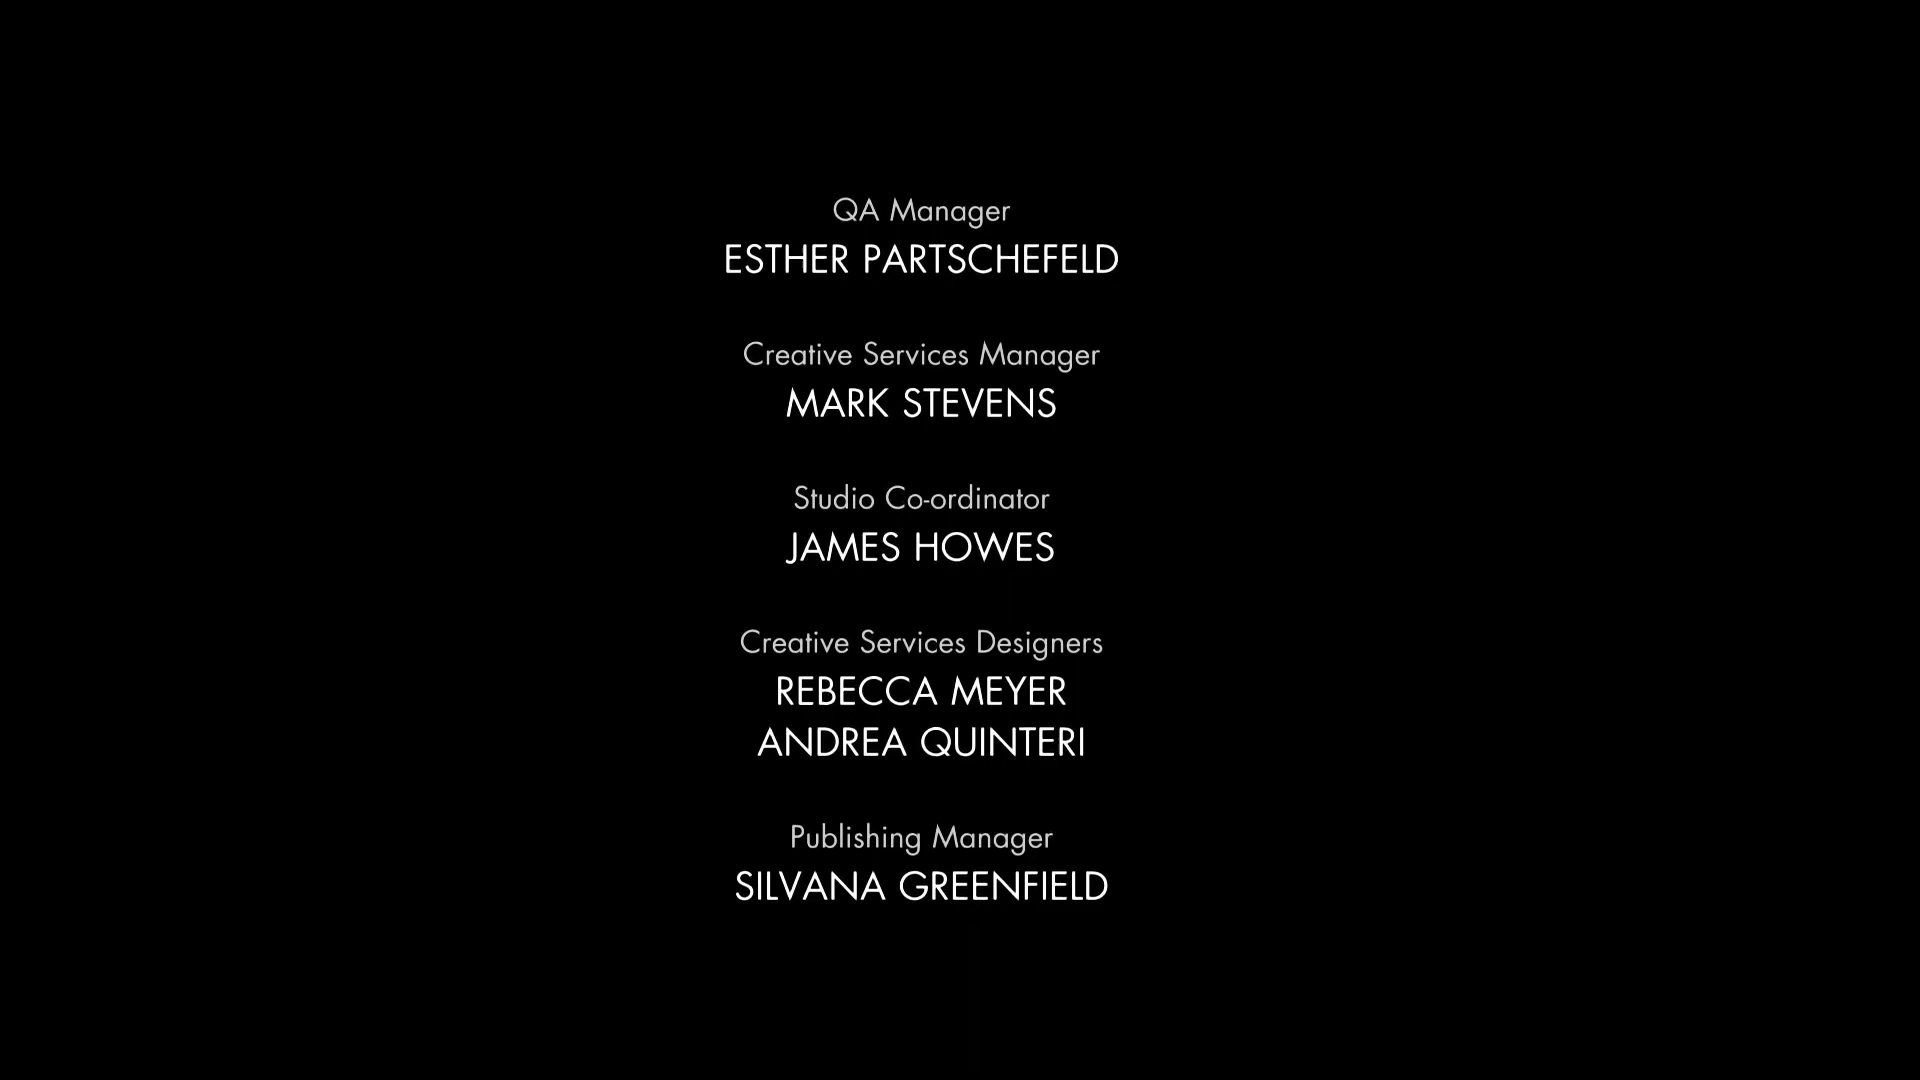 QA Manager
ESTHER PARTSCHEFELD
Creative Services Manager
MARK STEVENS
Studio Co-ordinator
JAMES HOWES
Creative Services Designers
REBECCA MEYER
ANDREA QUINTERI
Publishing Manager
SILVANA GREENFIELD